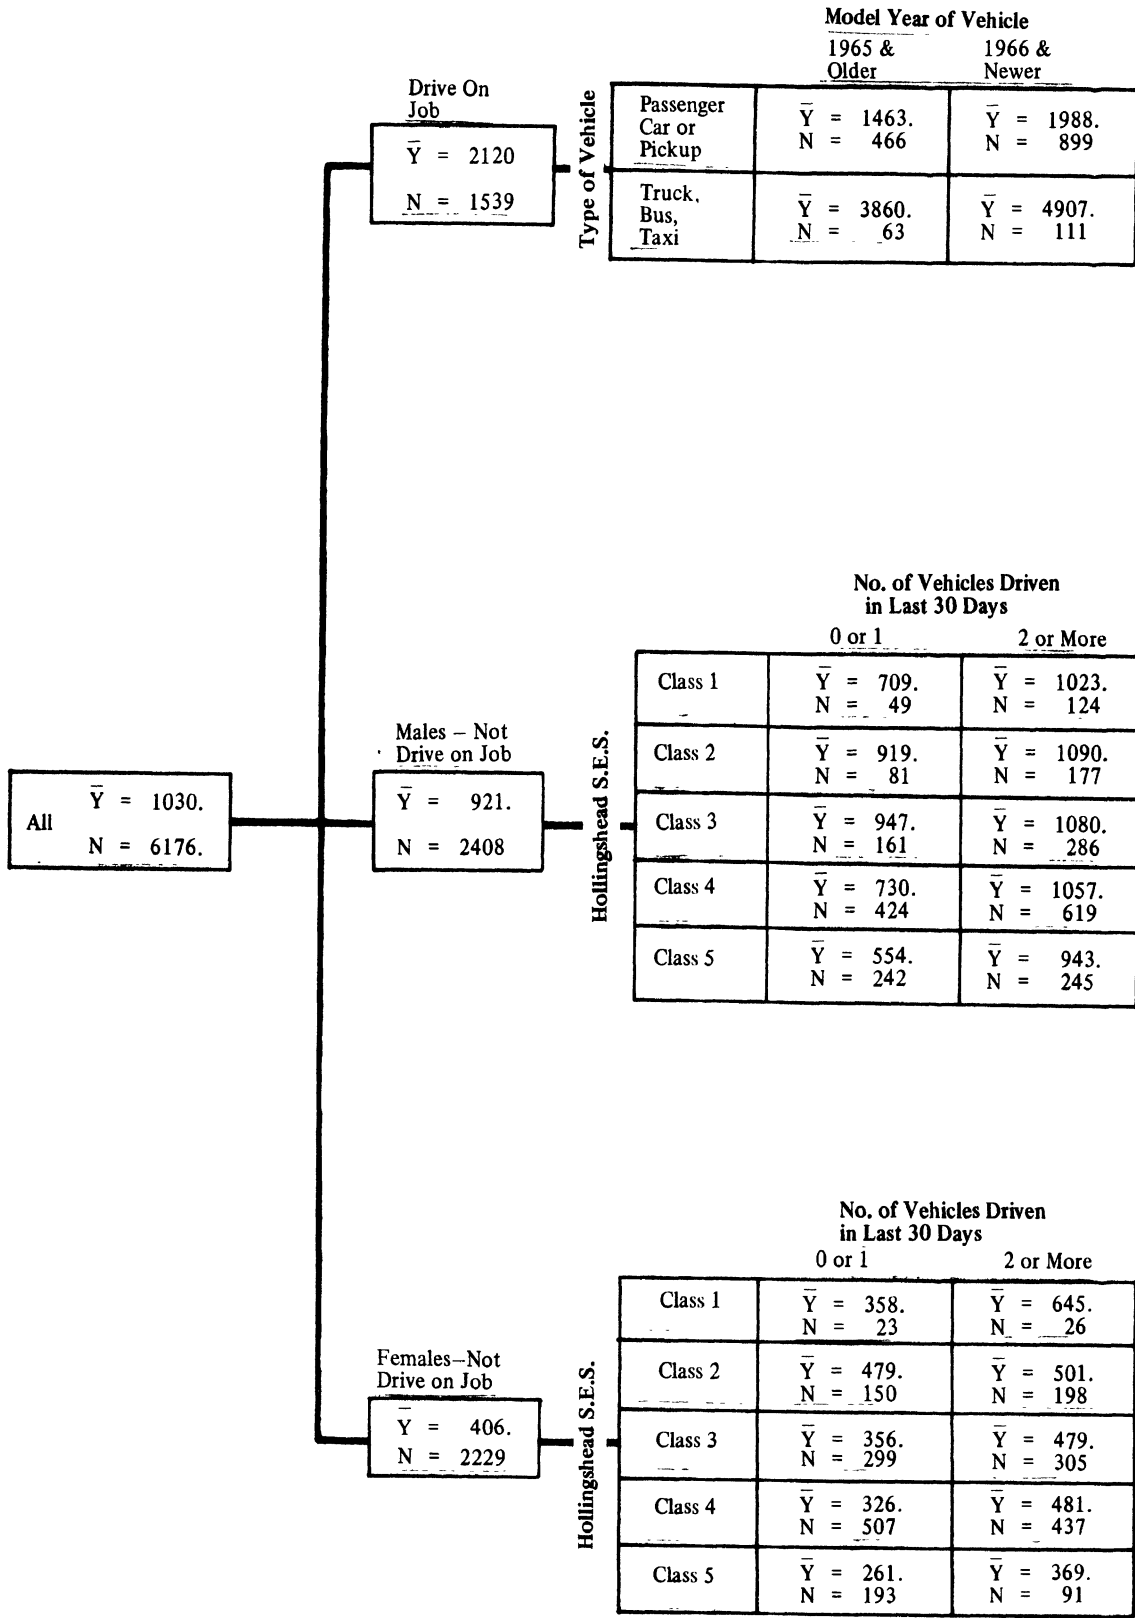 Model Year of Vehicle
1965 & Older
1966 & Newer
Drive On
Job
Ȳ = 2120
N = 1539
Type of Vehicle
Passenger
Car or
Pickup
Ȳ = 1463.
N = 466
Ȳ = 1988.
N = 899
Truck,
Bus,
Taxi
Ȳ = 3860.
N = 63
Ȳ = 4907.
N = 111
All
Ȳ = 1030.
N = 6176.
Males – Not
Drive on Job
Ȳ = 921.
N = 2408
Hollingshead S.E.S.
No. of Vehicles Driven
in Last 30 Days
0 or 1
2 or More
Class 1
Ȳ = 709.
N = 49
Ȳ = 1023.
N = 124
Class 2
Ȳ = 919.
N = 81
Ȳ = 1090.
N = 177
Class 3
Ȳ = 947.
N = 161
Ȳ = 1080.
N = 286
Class 4
Ȳ = 730.
N = 424
Ȳ = 1057.
N = 619
Class 5
Ȳ = 554.
N = 242
Ȳ = 943.
N = 245
Females–Not
Drive on Job
Ȳ = 406.
N = 2229
Hollingshead S.E.S.
No. of Vehicles Driven
in Last 30 Days
0 or 1
2 or More
Class 1
Ȳ = 358.
N = 23
Ȳ = 645.
N = 26
Class 2
Ȳ = 479.
N = 150
Ȳ = 501.
N = 198
Class 3
Ȳ = 356.
N = 299
Ȳ = 479.
N = 305
Class 4
Ȳ = 326.
N = 507
Ȳ = 481.
N = 437
Class 5
Ȳ = 261.
N = 193
Ȳ = 369.
N = 91